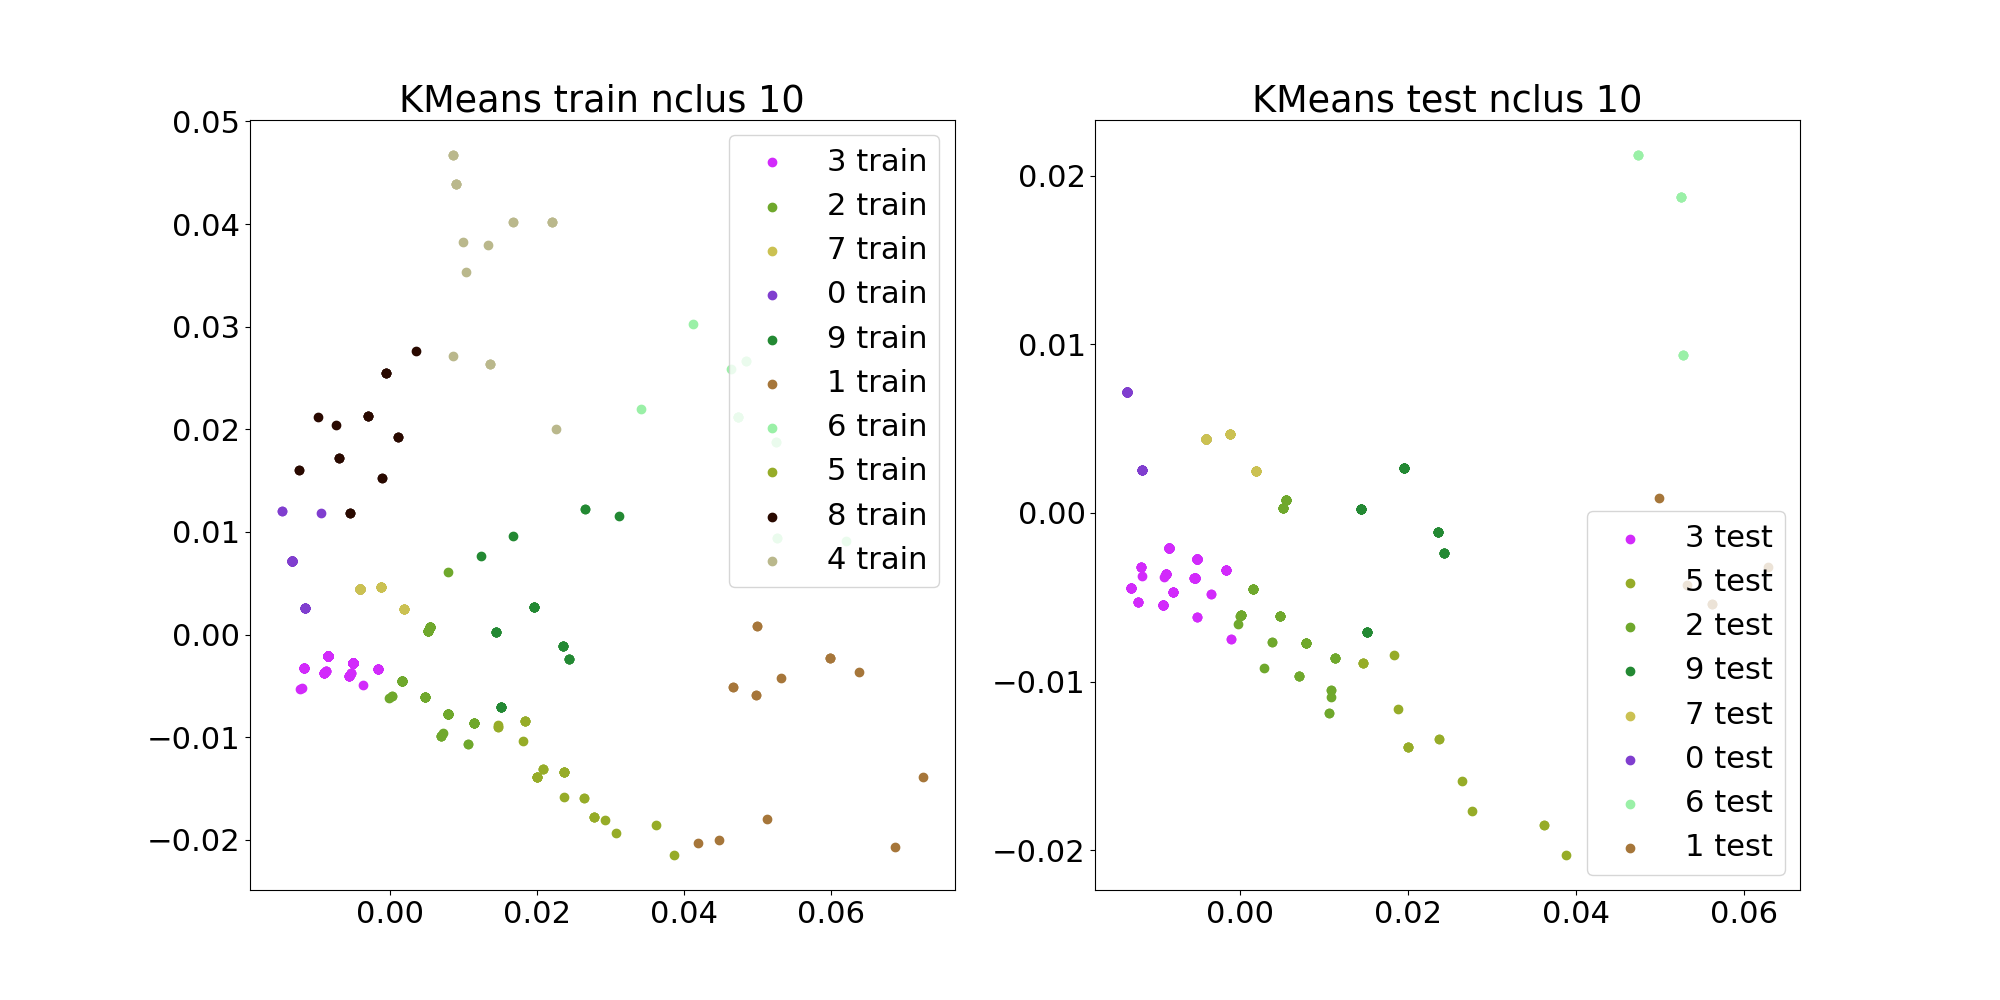 KMeans train nclus 10
0.05
0.04
0.03
0.02
0.01
0.00
−0.01
−0.02
0.00 0.02 0.04 0.06
3 train
2 train
7 train
0 train
9 train
1 train
6 train
5 train
8 train
4 train
KMeans test nclus 10
0.02
0.01
0.00
−0.01
−0.02
0.00 0.02 0.04 0.06
3 test
5 test
2 test
9 test
7 test
0 test
6 test
1 test